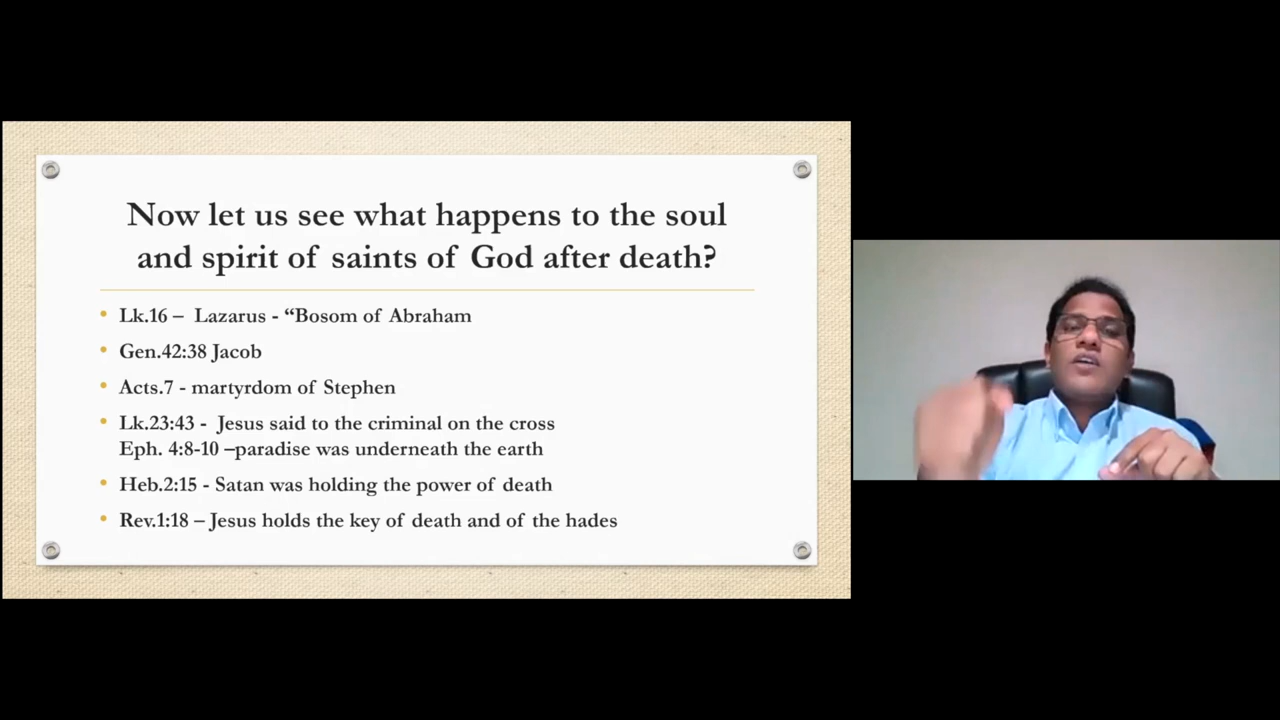 Now let us see what happens to the soul
and spirit of saints of God after death?
• Lk.16 – Lazarus - “Bosom of Abraham
• Gen.42:38 Jacob
• Acts.7 - martyrdom of Stephen
• Lk.23:43 - Jesus said to the criminal on the cross
Eph. 4:8-10 –paradise was underneath the earth
• Heb.2:15 - Satan was holding the power of death
• Rev.1:18 – Jesus holds the key of death and of the hades